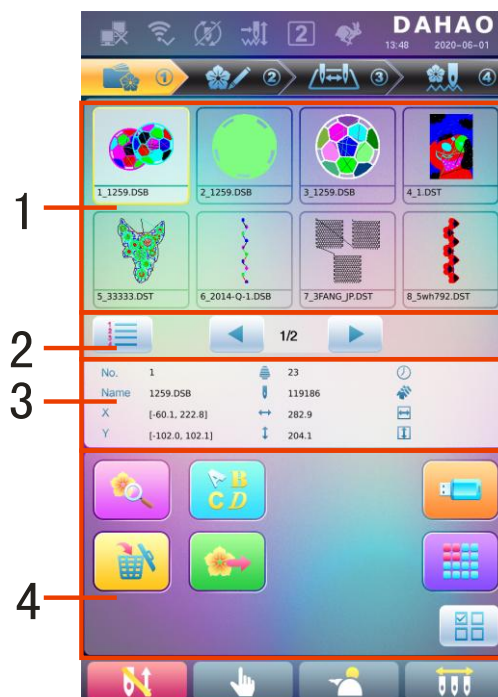 DAHAO
2
13:48 2020-06-01
① ② ③ ④
1
1_1259.DSB 2_1259.DSB 3_1259.DSB 4_1.DST
5_33333.DST 6_2014-Q-1.DSB 7_3FANG_JP.DST 8_5wh792.DST
2
1/2
3
No. 1 23
Name 1259.DSB 119186
X [-60.1, 222.8] 282.9
Y [-102.0, 102.1] 204.1
A B
C D
4